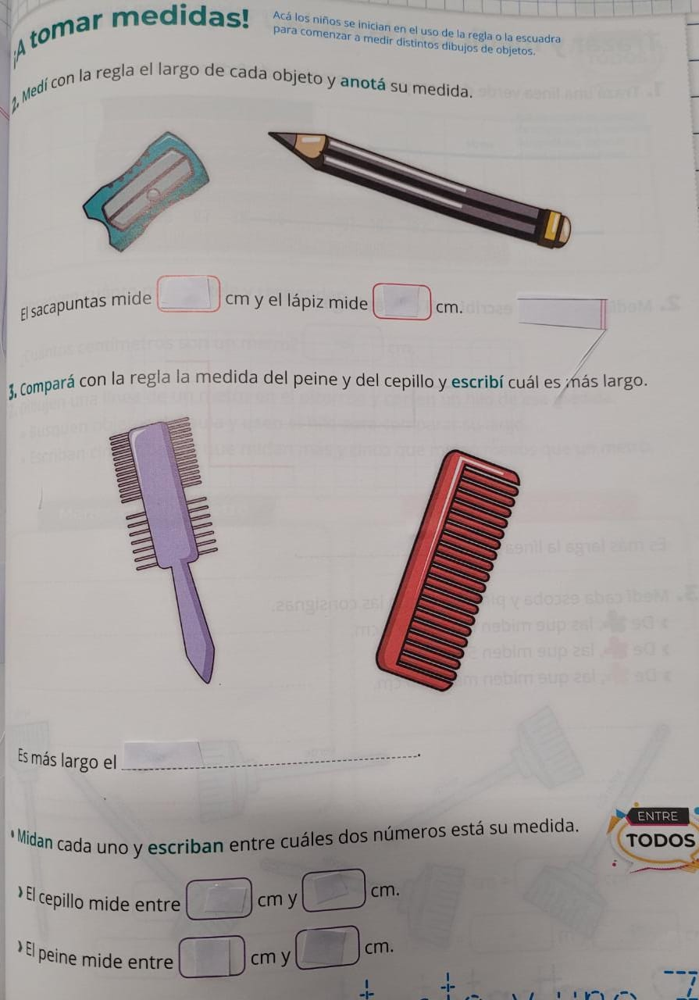 ¡A tomar medidas!
Acá los niños se inician en el uso de la regla o la escuadra
para comenzar a medir distintos dibujos de objetos.
2. Medí con la regla el largo de cada objeto y anotá su medida.
El sacapuntas mide cm y el lápiz mide cm.
3. Compará con la regla la medida del peine y del cepillo y escribí cuál es más largo.
Es más largo el .
• Midan cada uno y escriban entre cuáles dos números está su medida.
ENTRE
TODOS
El cepillo mide entre cm y cm.
El peine mide entre cm y cm.